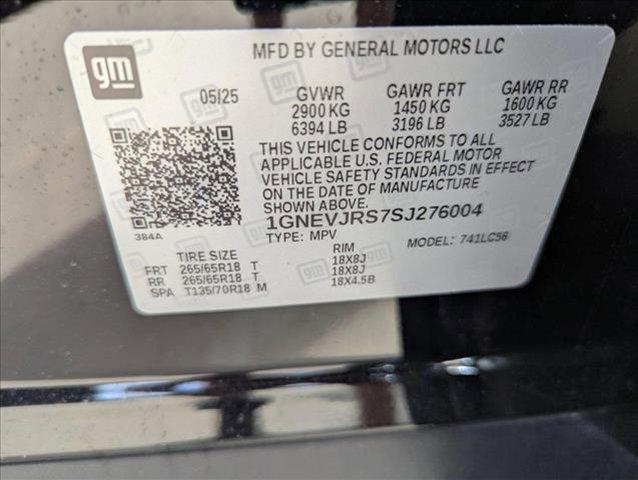 gm
MFD BY GENERAL MOTORS LLC
05/25 GVWR GAWR FRT GAWR RR
2900 KG 1450 KG 1600 KG
6394 LB 3196 LB 3527LB
THIS VEHICLE CONFORMS TO ALL
APPLICABLE U.S. FEDERAL MOTOR
VEHICLE SAFETY STANDARDS IN EFFECT
ON THE DATE OF MANUFACTURE
SHOWN ABOVE.
1GNEVJRS7SJ276004
384A
TYPE: MPV MODEL: 741LC56
TIRE SIZE RIM
FRT 265/65R18 T 18X8J
RR 265/65R18 T 18X8J
SPA T135/70R18 M 18X4.5B